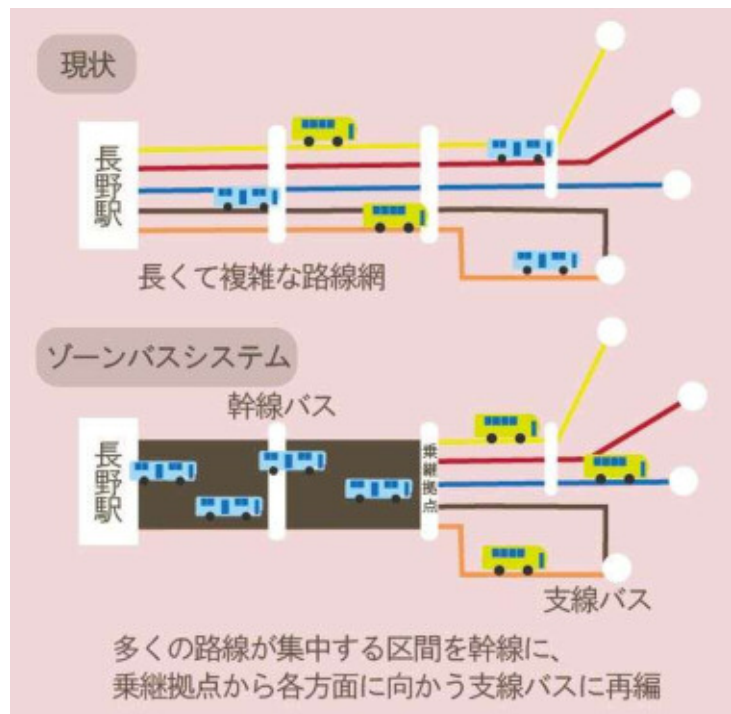 現状
長野駅
長くて複雑な路線網
ゾーンバスシステム
幹線バス
長野駅
乗継拠点
支線バス
多くの路線が集中する区間を幹線に、
乗継拠点から各方面に向かう支線バスに再編